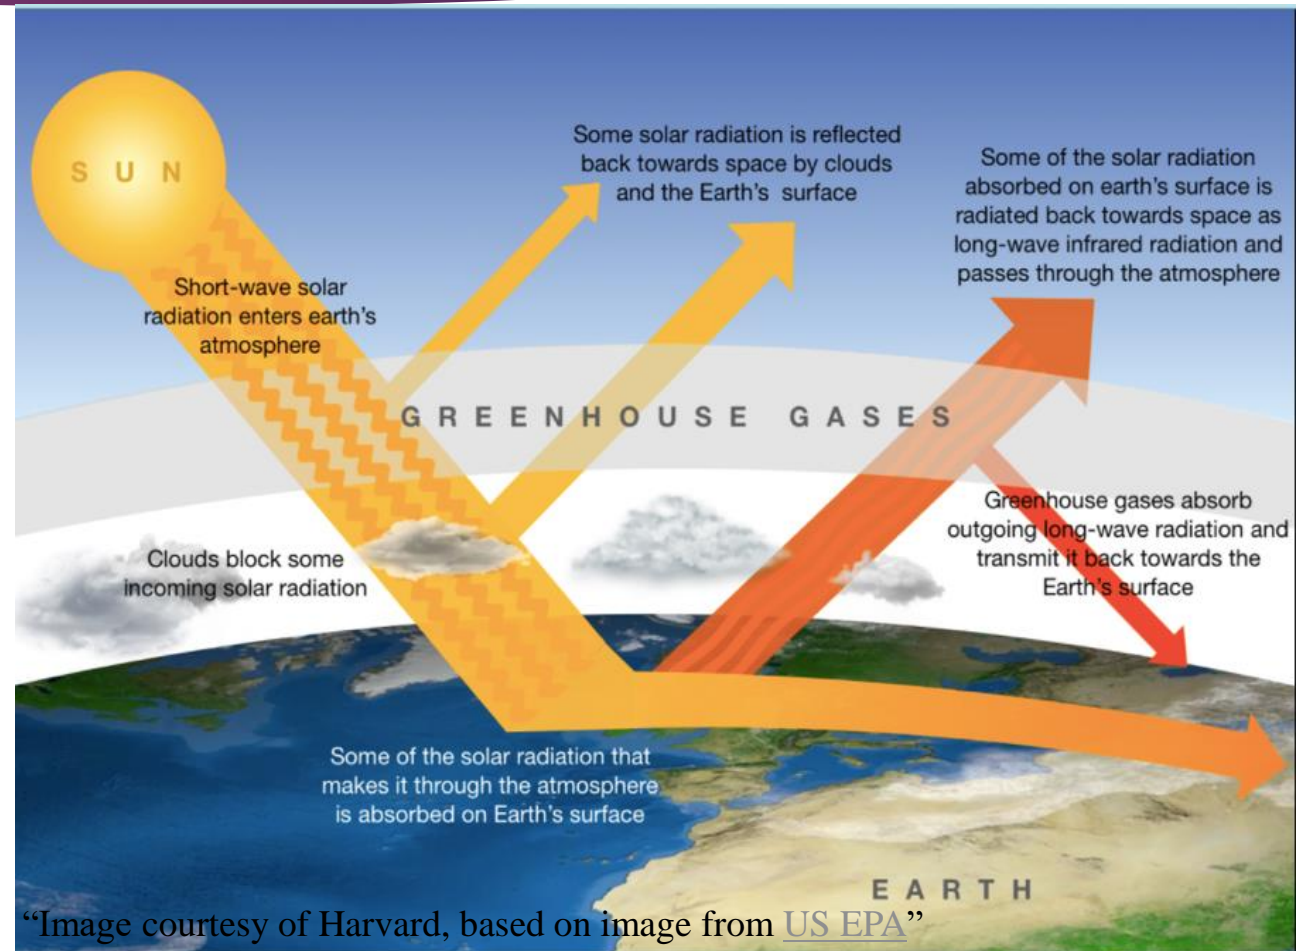 S U N
Some solar radiation is reflected
back towards space by clouds
and the Earth's surface
Some of the solar radiation
absorbed on earth's surface is
radiated back towards space as
long-wave infrared radiation and
passes through the atmosphere
Short-wave solar
radiation enters earth's
atmosphere
GREENHOUSE GASES
Greenhouse gases absorb
outgoing long-wave radiation and
transmit it back towards the
Earth's surface
Clouds block some
incoming solar radiation
Some of the solar radiation that
makes it through the atmosphere
is absorbed on Earth's surface
EARTH
“Image courtesy of Harvard, based on image from US EPA”